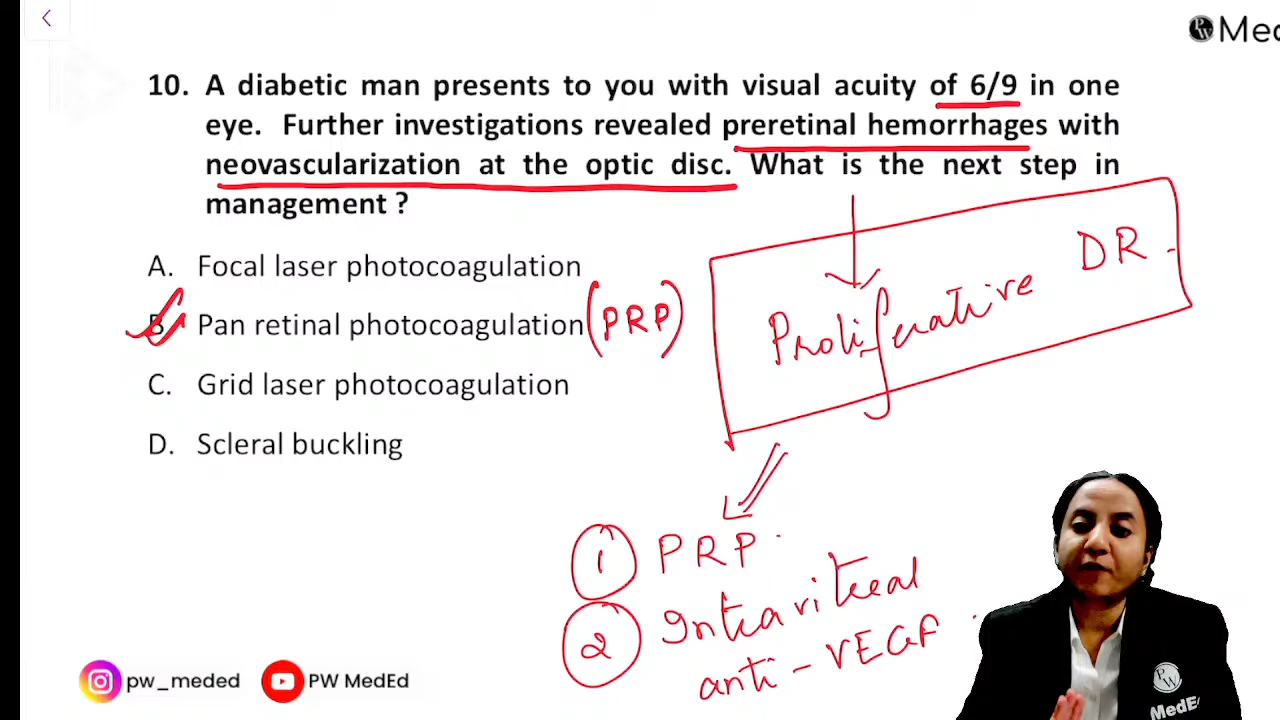 Med
10. A diabetic man presents to you with visual acuity of 6/9 in one
eye. Further investigations revealed preretinal hemorrhages with
neovascularization at the optic disc. What is the next step in
management ?
A. Focal laser photocoagulation
B. Pan retinal photocoagulation (PRP)
C. Grid laser photocoagulation
D. Scleral buckling
Proliferative DR.
1 PRP.
2 Intravitreal
anti-VEGF.
pw_meded PW MedEd
PW
MedE